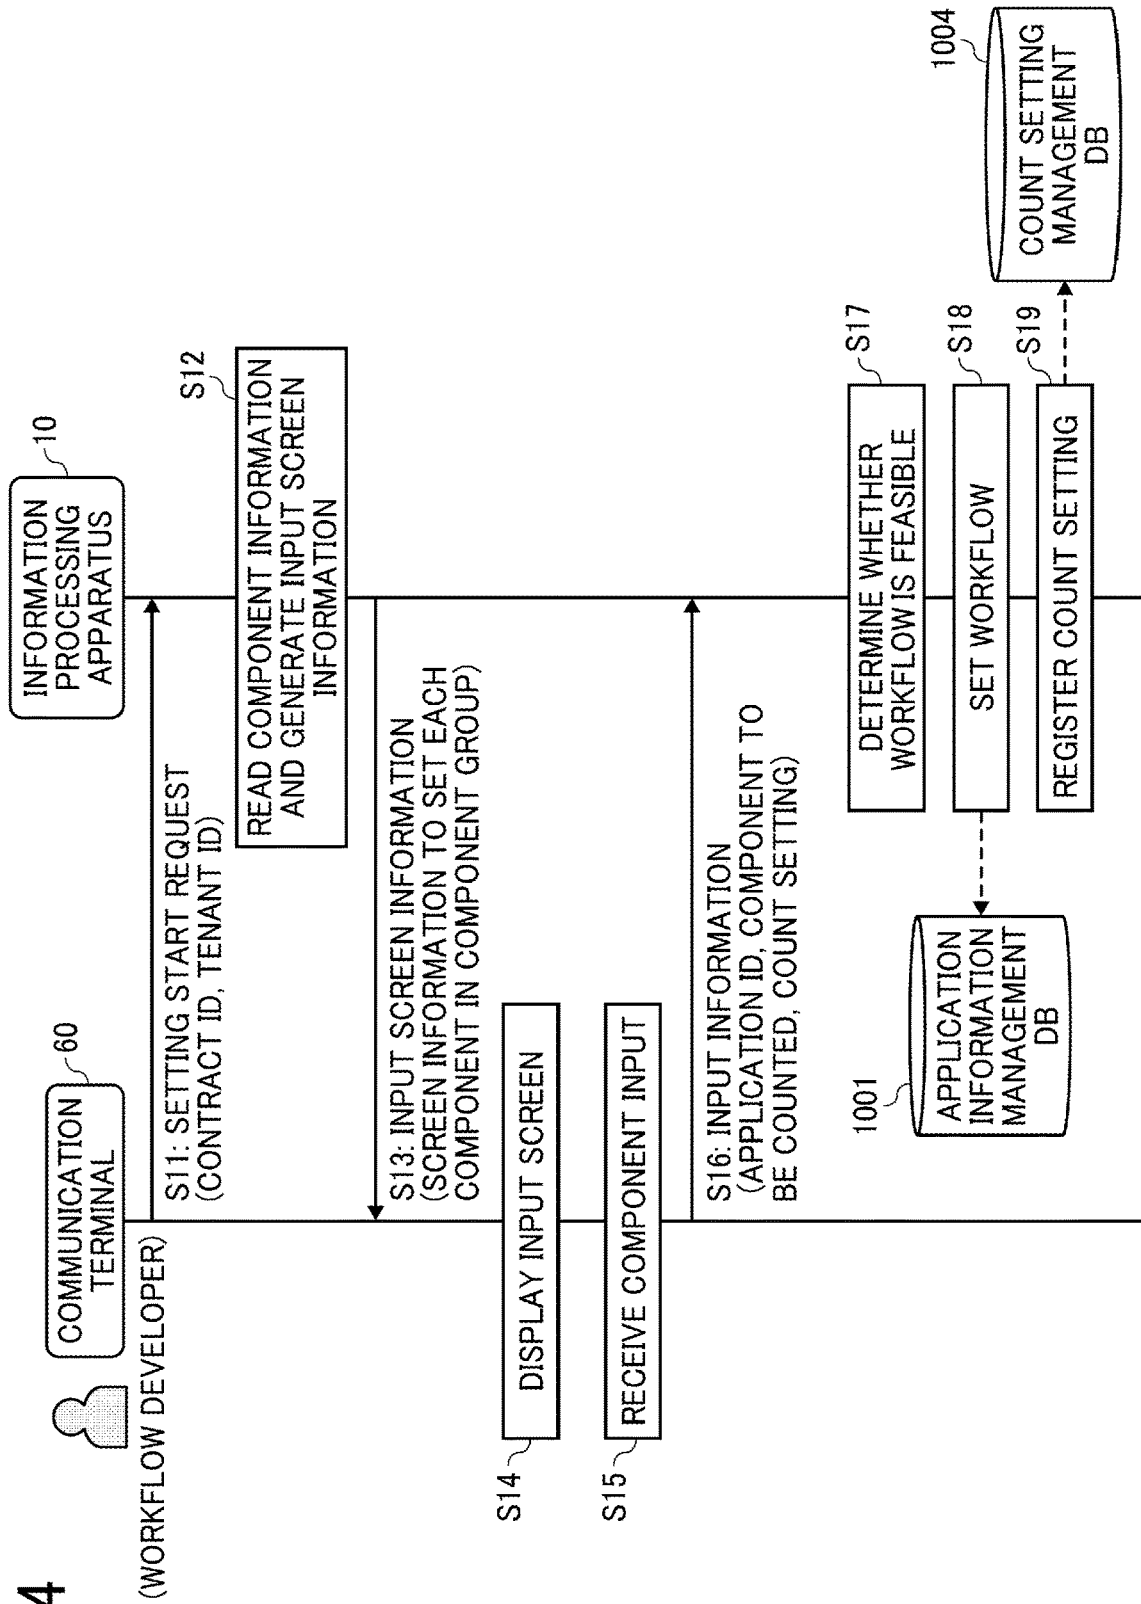 4
(WORKFLOW DEVELOPER)
COMMUNICATION
TERMINAL
60
INFORMATION
PROCESSING
APPARATUS
10
S11: SETTING START REQUEST
(CONTRACT ID, TENANT ID)
S12
READ COMPONENT INFORMATION
AND GENERATE INPUT SCREEN
INFORMATION
S13: INPUT SCREEN INFORMATION
(SCREEN INFORMATION TO SET EACH
COMPONENT IN COMPONENT GROUP)
S14
DISPLAY INPUT SCREEN
S15
RECEIVE COMPONENT INPUT
S16: INPUT INFORMATION
(APPLICATION ID, COMPONENT TO
BE COUNTED, COUNT SETTING)
S17
DETERMINE WHETHER
WORKFLOW IS FEASIBLE
1001
APPLICATION
INFORMATION
MANAGEMENT
DB
SET WORKFLOW
S18
REGISTER COUNT SETTING
S19
1004
COUNT SETTING
MANAGEMENT
DB